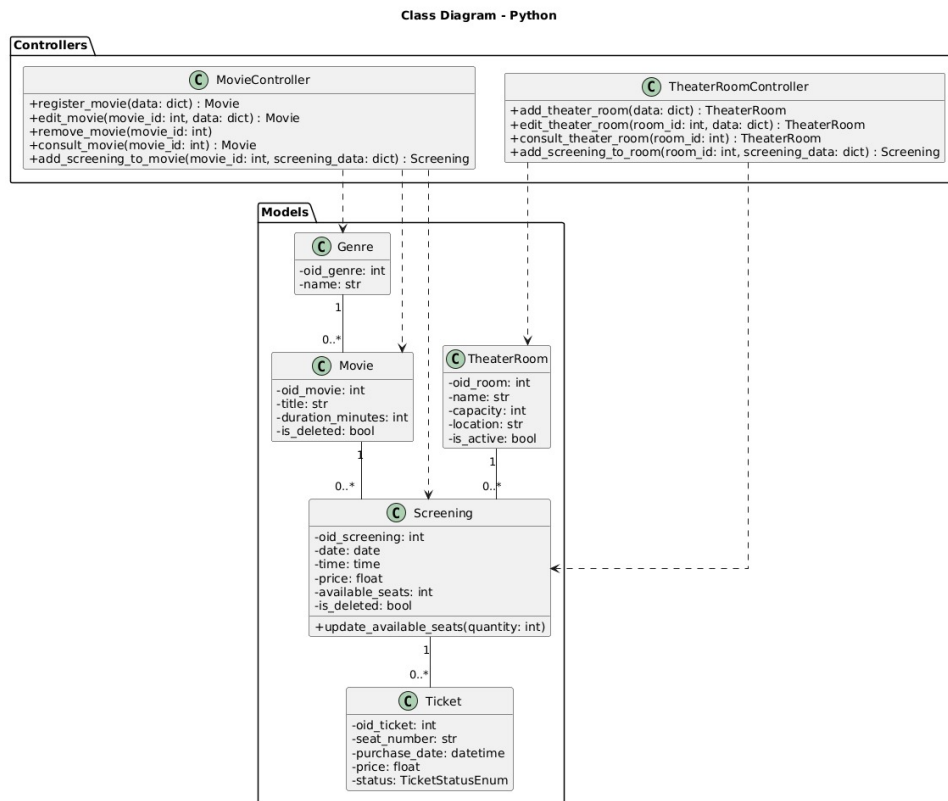 Class Diagram - Python
Controllers
C MovieController
+register_movie(data: dict) : Movie
+edit_movie(movie_id: int, data: dict) : Movie
+remove_movie(movie_id: int)
+consult_movie(movie_id: int) : Movie
+add_screening_to_movie(movie_id: int, screening_data: dict) : Screening
C TheaterRoomController
+add_theater_room(data: dict) : TheaterRoom
+edit_theater_room(room_id: int, data: dict) : TheaterRoom
+consult_theater_room(room_id: int) : TheaterRoom
+add_screening_to_room(room_id: int, screening_data: dict) : Screening
Models
C Genre
-oid_genre: int
-name: str
1
0..*
C Movie
-oid_movie: int
-title: str
-duration_minutes: int
-is_deleted: bool
C TheaterRoom
-oid_room: int
-name: str
-capacity: int
-location: str
-is_active: bool
1
0..*
1
0..*
C Screening
-oid_screening: int
-date: date
-time: time
-price: float
-available_seats: int
-is_deleted: bool
+update_available_seats(quantity: int)
1
0..*
C Ticket
-oid_ticket: int
-seat_number: str
-purchase_date: datetime
-price: float
-status: TicketStatusEnum